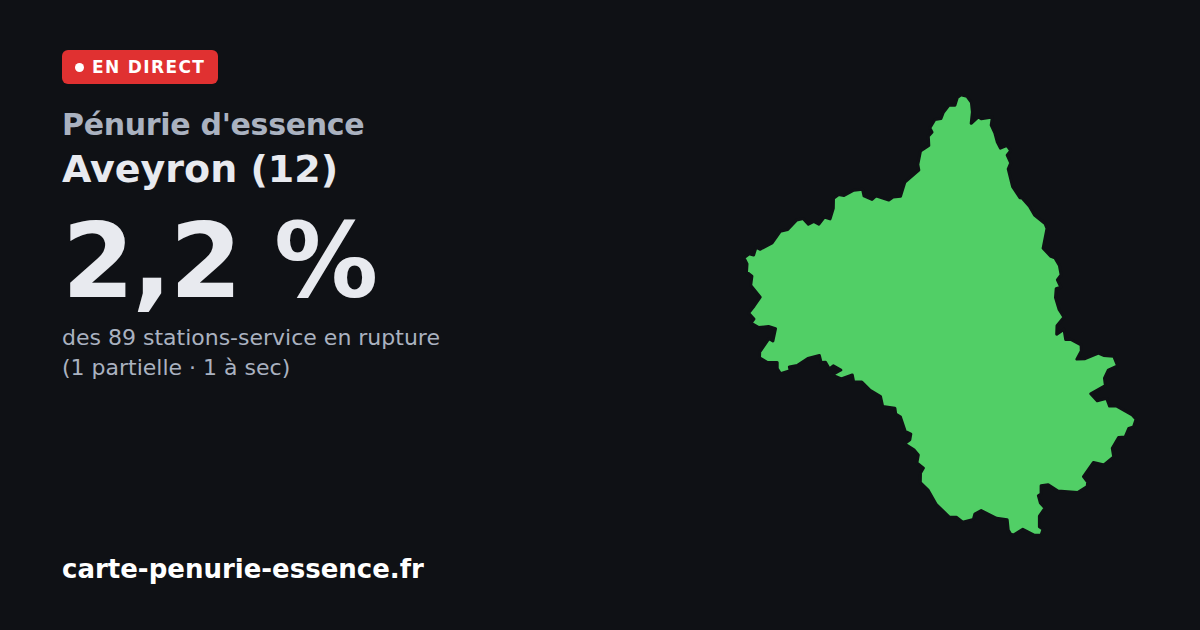 EN DIRECT
Pénurie d'essence
Aveyron (12)
2,2 %
des 89 stations-service en rupture
(1 partielle · 1 à sec)
carte-penurie-essence.fr